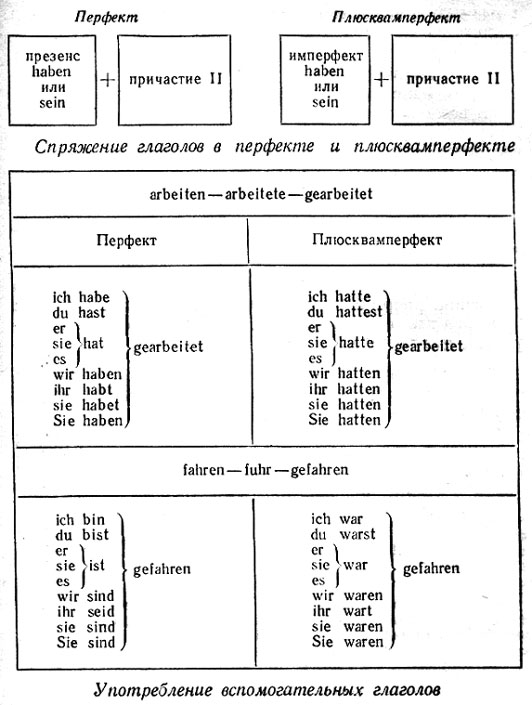 Перфект
Плюсквамперфект
презенс
haben
или
sein
+
причастие II
имперфект
haben
или
sein
+
причастие II
Спряжение глаголов в перфекте и плюсквамперфекте
arbeiten — arbeitete — gearbeitet
Перфект
Плюсквамперфект
ich habe
du hast
er
sie hat
es
wir haben
ihr habt
sie habet
Sie haben
gearbeitet
ich hatte
du hattest
er
sie hatte
es
wir hatten
ihr hatten
sie hatten
Sie hatten
gearbeitet
fahren — fuhr — gefahren
ich bin
du bist
er
sie ist
es
wir sind
ihr seid
sie sind
Sie sind
gefahren
ich war
du warst
er
sie war
es
wir waren
ihr wart
sie waren
Sie waren
gefahren
Употребление вспомогательных глаголов